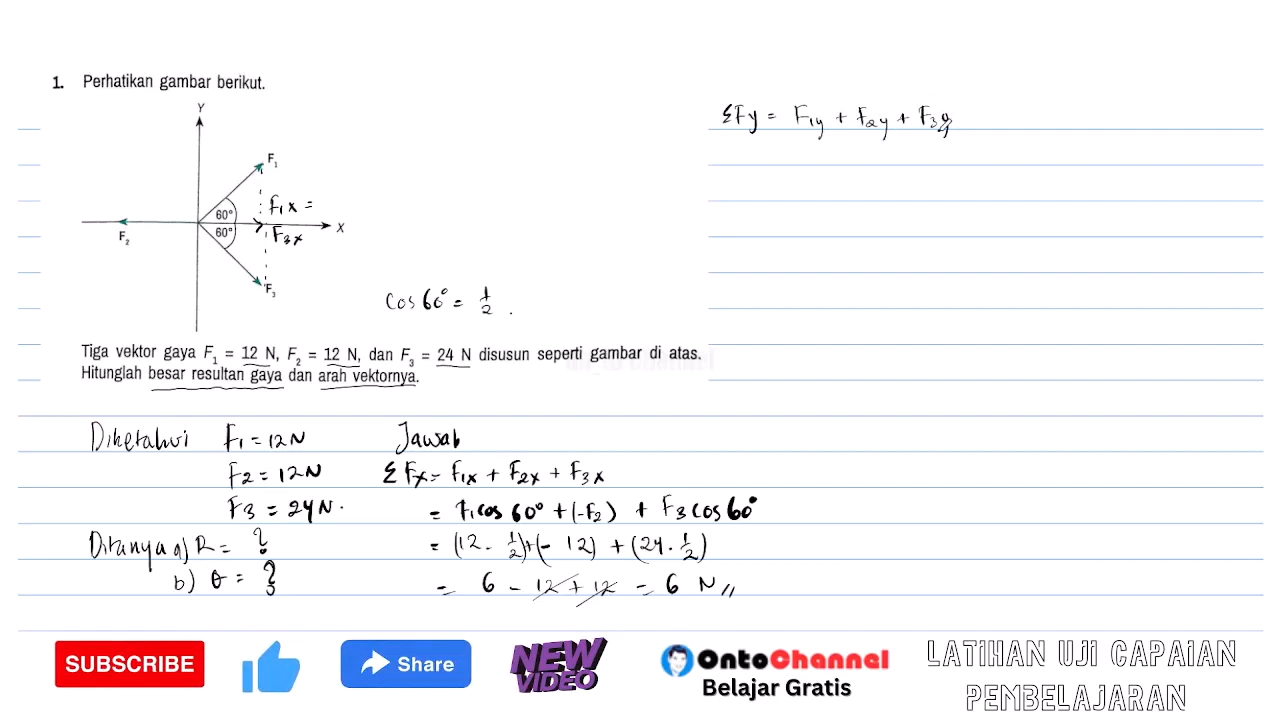 1. Perhatikan gambar berikut.
Y
F₁
60°
F₁x =
X
60°
F₃x
F₂
F₃
cos 60° = 1/2 .
Tiga vektor gaya F₁ = 12 N, F₂ = 12 N, dan F₃ = 24 N disusun seperti gambar di atas.
Hitunglah besar resultan gaya dan arah vektornya.
ΣFy = F₁y + F₂y + F₃y
Diketahui F₁ = 12 N
F₂ = 12 N
F₃ = 24 N.
Ditanya a) R = ?
b) θ = ?
Jawab
ΣFx = F₁x + F₂x + F₃x
= F₁ cos 60° + (-F₂) + F₃ cos 60°
= (12 · 1/2) + (- 12) + (24 · 1/2)
= 6 - 12 + 12 = 6 N //
SUBSCRIBE
Share
NEW VIDEO
OntoChannel
Belajar Gratis
LATIHAN UJI CAPAIAN
PEMBELAJARAN